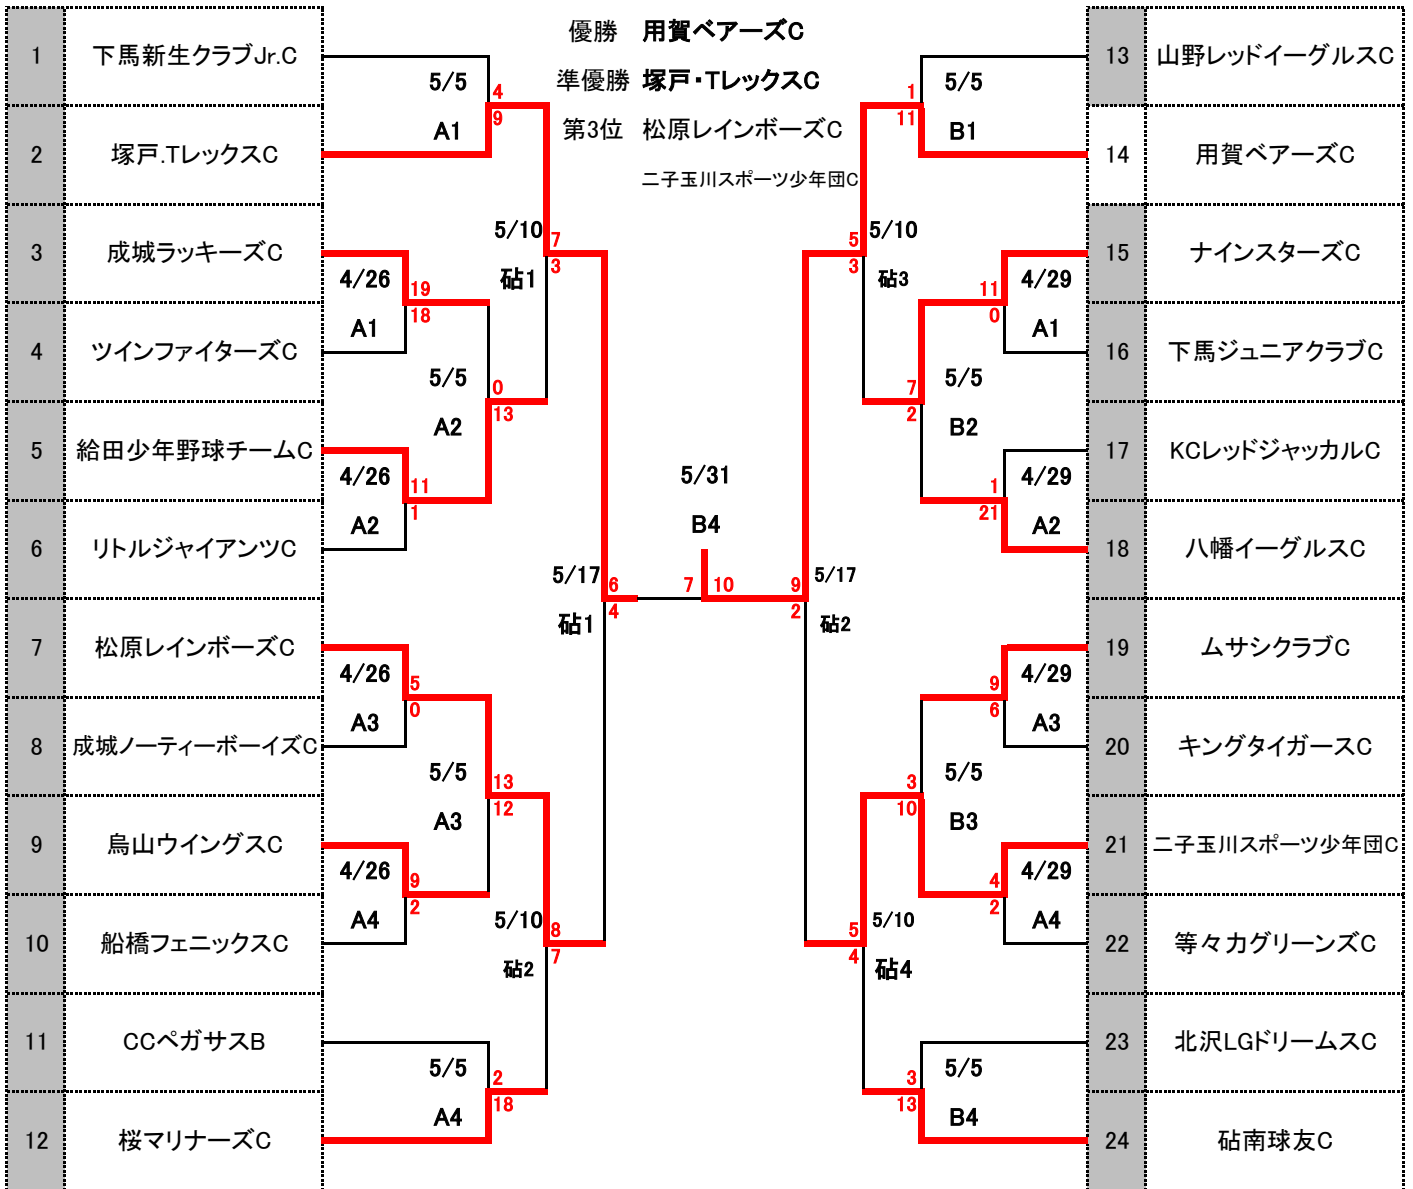 優勝 用賀ベアーズC
準優勝 塚戸・TレックスC
第3位 松原レインボーズC
二子玉川スポーツ少年団C
1 下馬新生クラブJr.C
2 塚戸.TレックスC
3 成城ラッキーズC
4 ツインファイターズC
5 給田少年野球チームC
6 リトルジャイアンツC
7 松原レインボーズC
8 成城ノーティーボーイズC
9 烏山ウイングスC
10 船橋フェニックスC
11 CCペガサスB
12 桜マリナーズC
4/26
A1
19
18
4/26
A2
11
1
4/26
A3
5
0
4/26
A4
9
2
5/5
A1
4
9
5/5
A2
0
13
5/5
A3
13
12
5/5
A4
2
18
5/10
砧1
7
3
5/10
砧2
8
7
5/17
砧1
6
4
5/31
B4
7 10
5/17
砧2
9
2
5/10
砧3
5
3
5/10
砧4
5
4
5/5
B1
1
11
5/5
B2
7
2
5/5
B3
3
10
5/5
B4
3
13
4/29
A1
11
0
4/29
A2
1
21
4/29
A3
9
6
4/29
A4
4
2
13 山野レッドイーグルスC
14 用賀ベアーズC
15 ナインスターズC
16 下馬ジュニアクラブC
17 KCレッドジャッカルC
18 八幡イーグルスC
19 ムサシクラブC
20 キングタイガースC
21 二子玉川スポーツ少年団C
22 等々力グリーンズC
23 北沢LGドリームスC
24 砧南球友C